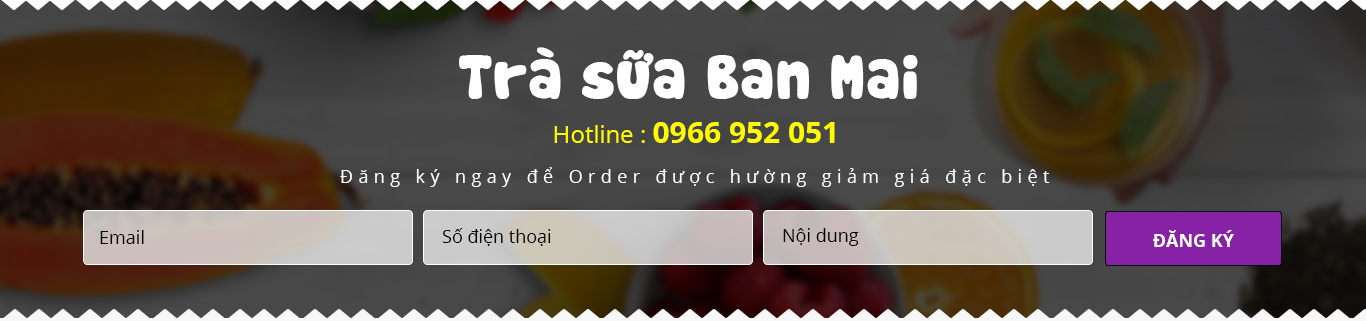 Trà sữa Ban Mai
Hotline : 0966 952 051
Đăng ký ngay để Order được hường giảm giá đặc biệt
Email
Số điện thoại
Nội dung
ĐĂNG KÝ